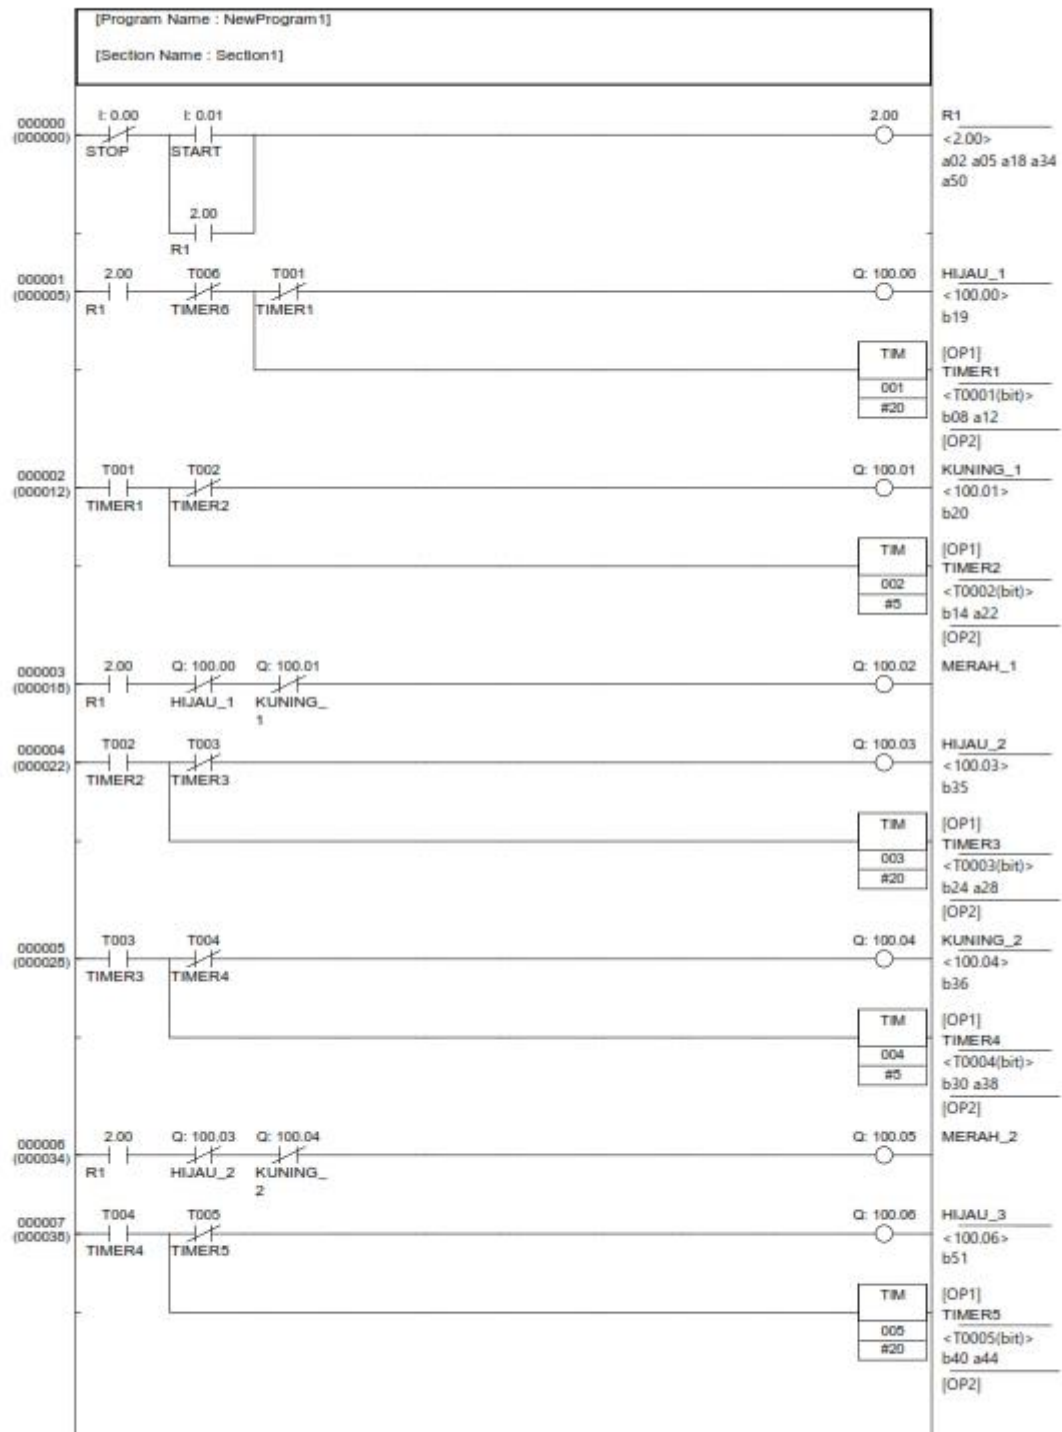 [Program Name : NewProgram1]
[Section Name : Section1]
000000
(000000)
I: 0.00
STOP
I: 0.01
START
2.00
R1
2.00
R1
<2.00>
a02 a05 a18 a34
a50
000001
(000005)
2.00
R1
T006
TIMER6
T001
TIMER1
Q: 100.00
HIJAU_1
<100.00>
b19
TIM
001
#20
[OP1]
TIMER1
<T0001(bit)>
b08 a12
[OP2]
000002
(000012)
T001
TIMER1
T002
TIMER2
Q: 100.01
KUNING_1
<100.01>
b20
TIM
002
#5
[OP1]
TIMER2
<T0002(bit)>
b14 a22
[OP2]
000003
(000018)
2.00
R1
Q: 100.00
HIJAU_1
Q: 100.01
KUNING_
1
Q: 100.02
MERAH_1
000004
(000022)
T002
TIMER2
T003
TIMER3
Q: 100.03
HIJAU_2
<100.03>
b35
TIM
003
#20
[OP1]
TIMER3
<T0003(bit)>
b24 a28
[OP2]
000005
(000028)
T003
TIMER3
T004
TIMER4
Q: 100.04
KUNING_2
<100.04>
b36
TIM
004
#5
[OP1]
TIMER4
<T0004(bit)>
b30 a38
[OP2]
000006
(000034)
2.00
R1
Q: 100.03
HIJAU_2
Q: 100.04
KUNING_
2
Q: 100.05
MERAH_2
000007
(000038)
T004
TIMER4
T005
TIMER5
Q: 100.06
HIJAU_3
<100.06>
b51
TIM
005
#20
[OP1]
TIMER5
<T0005(bit)>
b40 a44
[OP2]